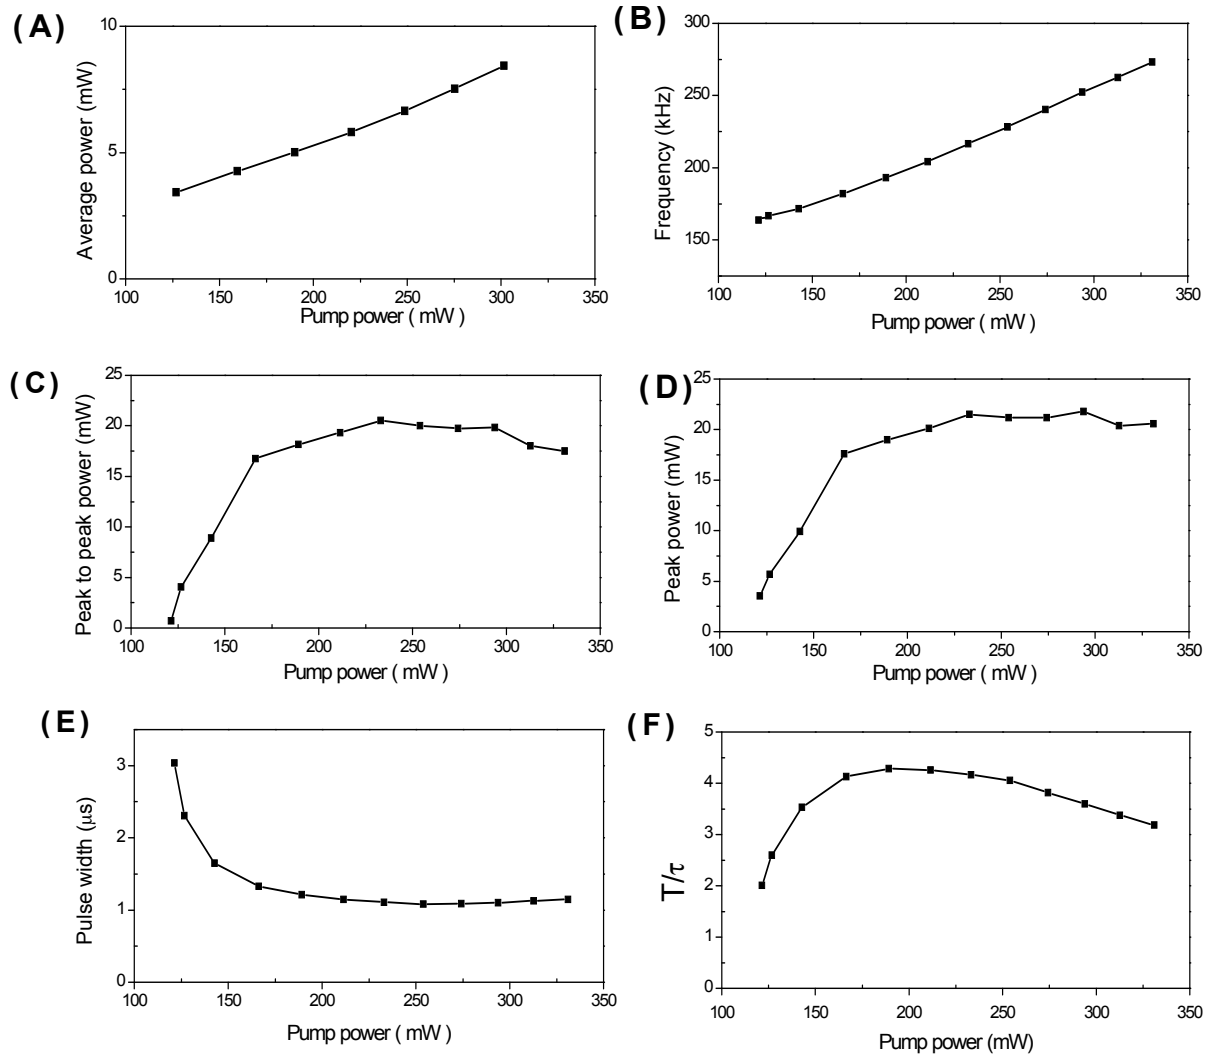 (A)
Average power (mW)
10
5
0
100 150 200 250 300 350
Pump power ( mW )
(B)
Frequency (kHz)
300
250
200
150
100 150 200 250 300 350
Pump power ( mW )
(C)
Peak to peak power (mW)
25
20
15
10
5
0
100 150 200 250 300 350
Pump power ( mW )
(D)
Peak power (mW)
25
20
15
10
5
0
100 150 200 250 300 350
Pump power ( mW )
(E)
Pulse width (μs)
3
2
1
0
100 150 200 250 300 350
Pump power ( mW )
(F)
T/τ
5
4
3
2
1
0
100 150 200 250 300 350
Pump power (mW)